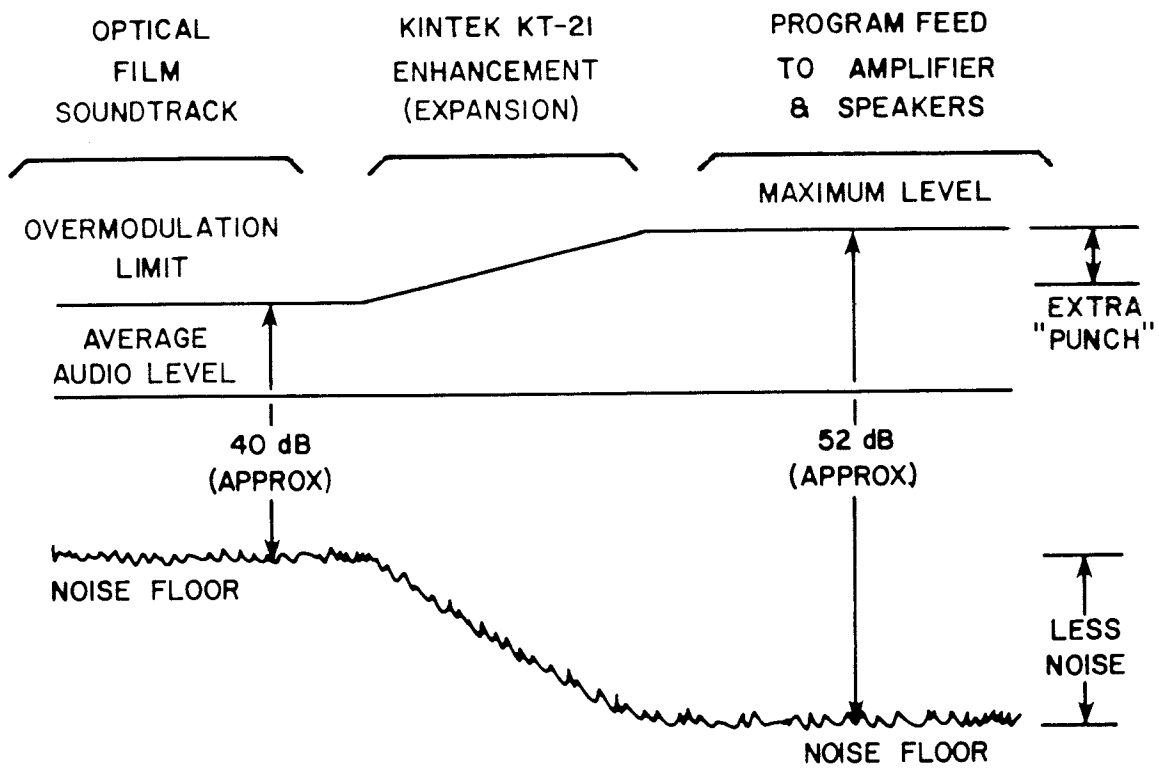 OPTICAL
FILM
SOUNDTRACK
KINTEK KT-21
ENHANCEMENT
(EXPANSION)
PROGRAM FEED
TO AMPLIFIER
& SPEAKERS
MAXIMUM LEVEL
OVERMODULATION
LIMIT
EXTRA
"PUNCH"
AVERAGE
AUDIO LEVEL
40 dB
(APPROX)
52 dB
(APPROX)
NOISE FLOOR
LESS
NOISE
NOISE FLOOR